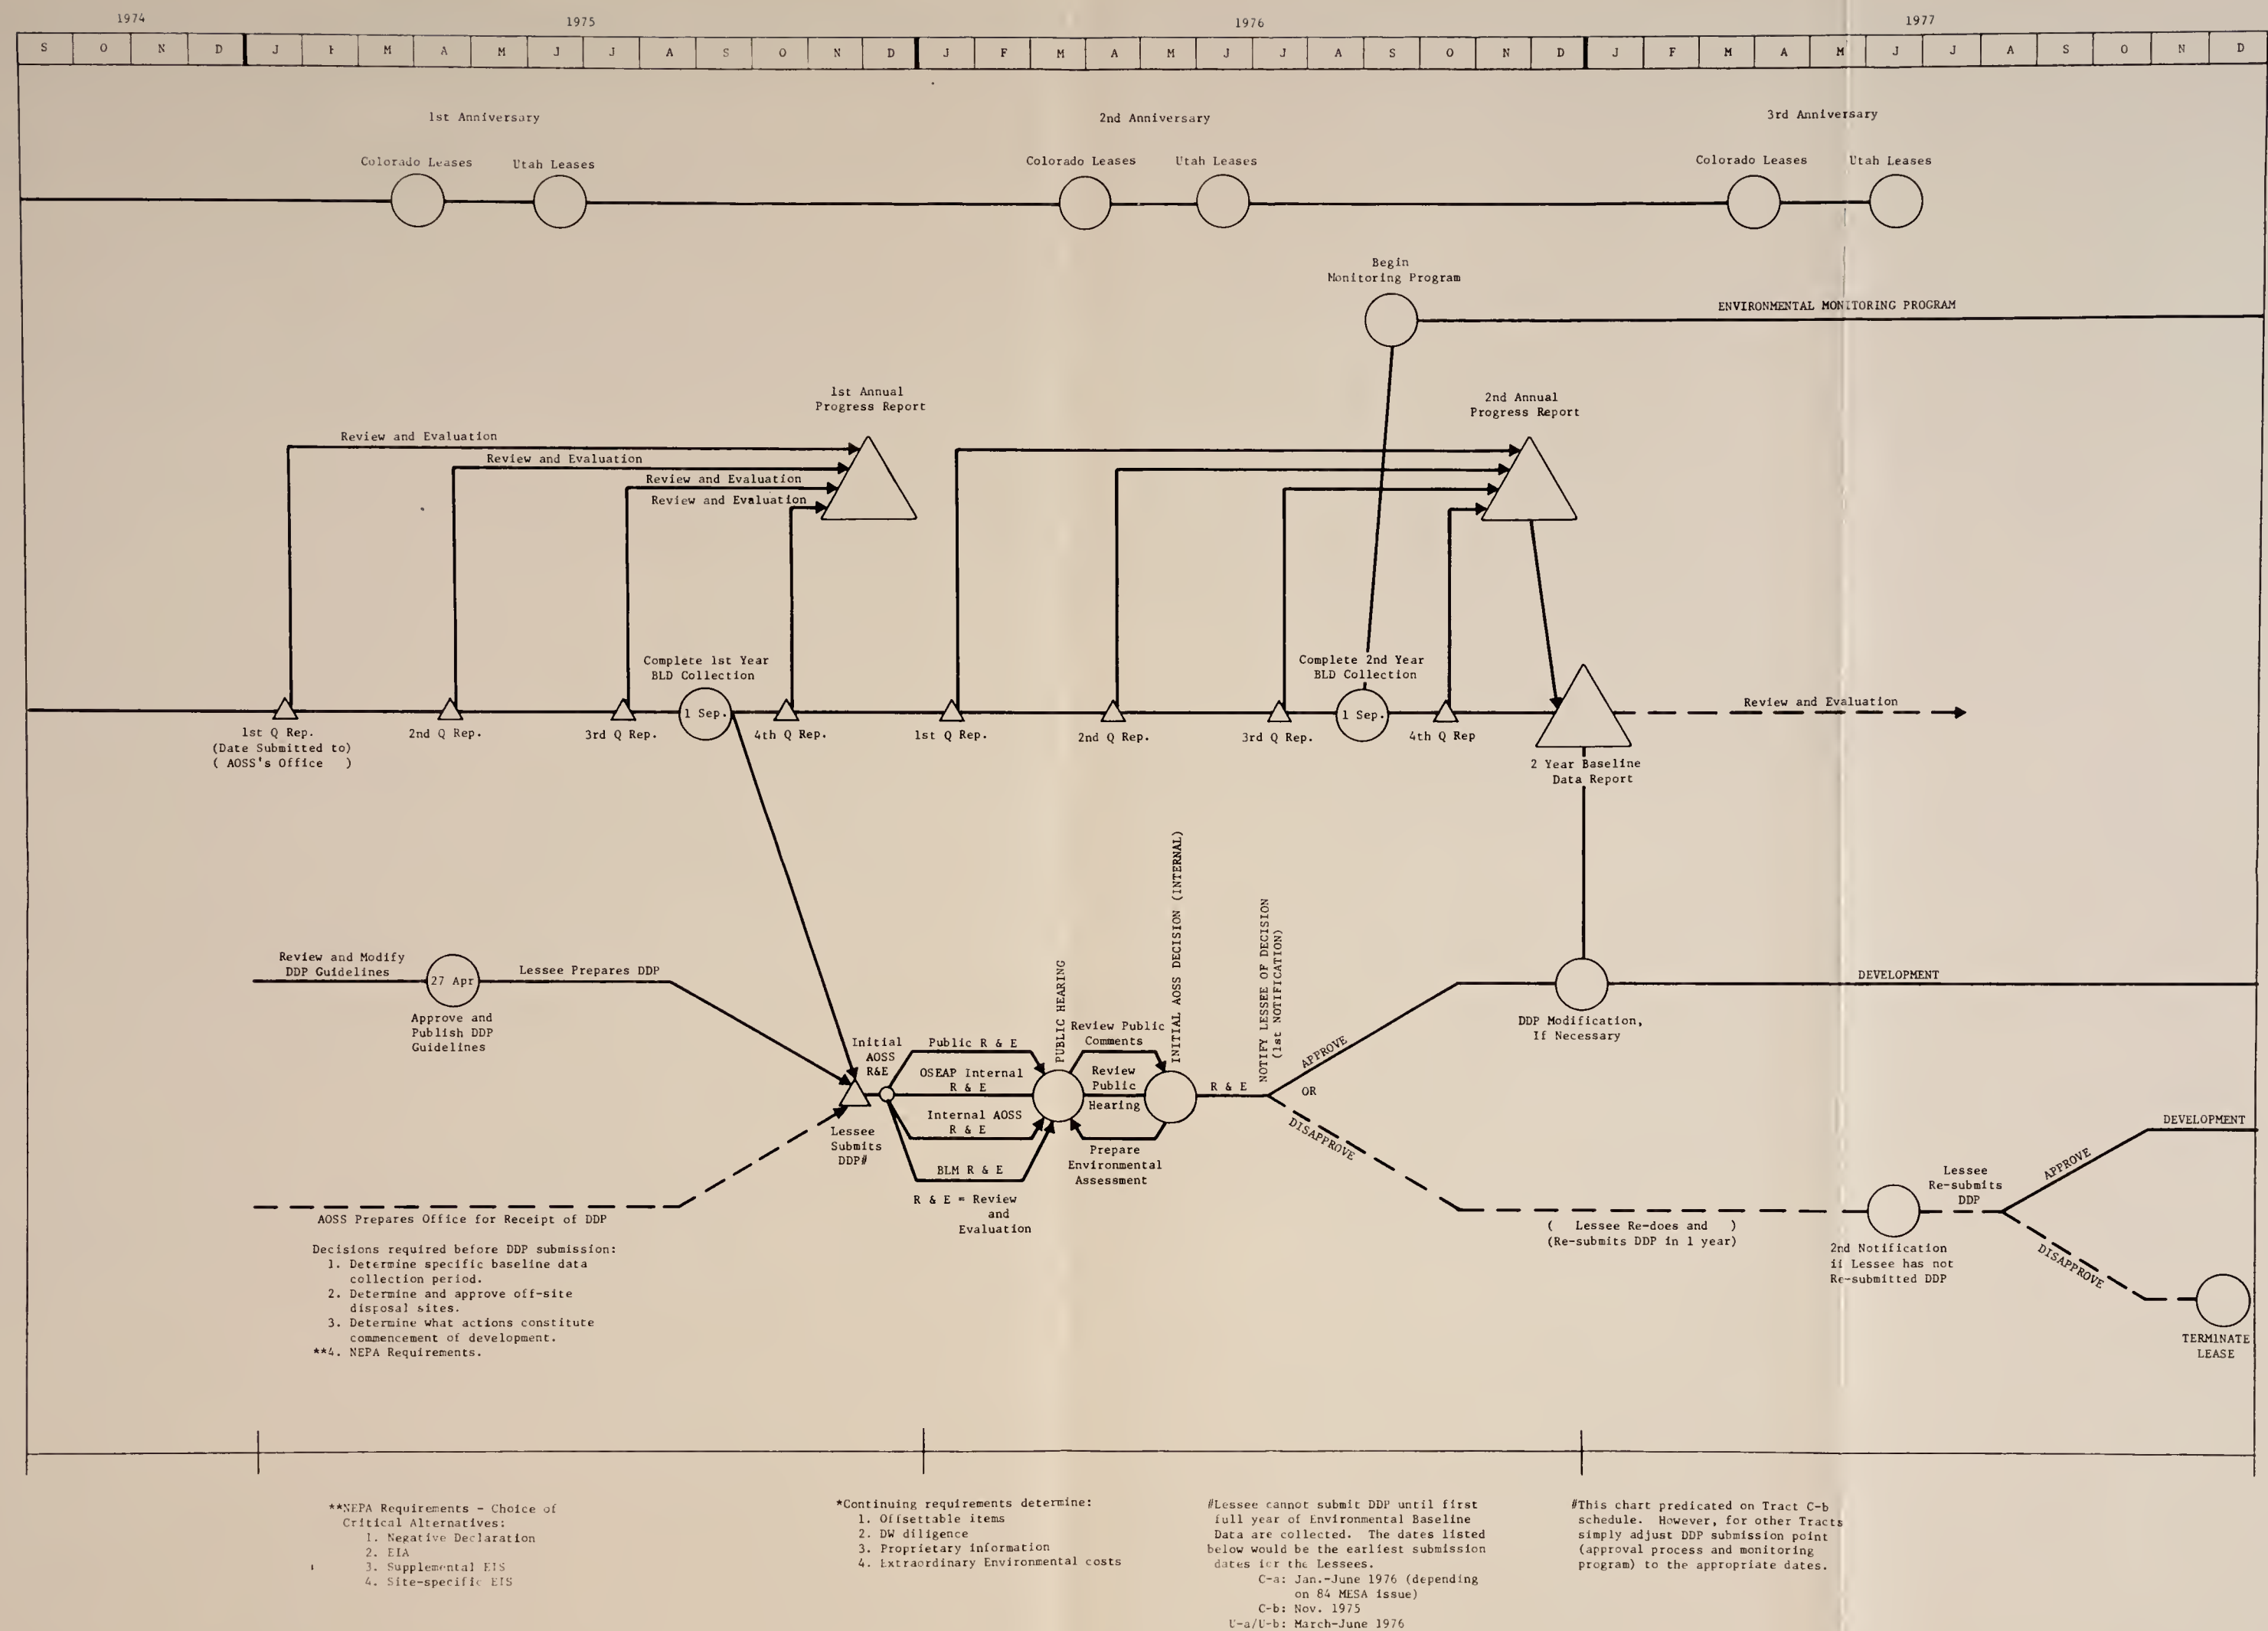 1974
1975
1976
1977
S O N D J F M A M J J A S O N D J F M A M J J A S O N D J F M A M J J A S O N D
1st Anniversary
2nd Anniversary
3rd Anniversary
Colorado Leases
Utah Leases
Colorado Leases
Utah Leases
Colorado Leases
Utah Leases
Begin
Monitoring Program
ENVIRONMENTAL MONITORING PROGRAM
1st Annual
Progress Report
2nd Annual
Progress Report
Review and Evaluation
Review and Evaluation
Review and Evaluation
Review and Evaluation
Complete 1st Year
BLD Collection
Complete 2nd Year
BLD Collection
1 Sep.
1 Sep.
Review and Evaluation
1st Q Rep.
(Date Submitted to)
( AOSS's Office )
2nd Q Rep.
3rd Q Rep.
4th Q Rep.
1st Q Rep.
2nd Q Rep.
3rd Q Rep.
4th Q Rep
2 Year Baseline
Data Report
Review and Modify
DDP Guidelines
27 Apr
Lessee Prepares DDP
Approve and
Publish DDP
Guidelines
Initial
AOSS
R&E
Lessee
Submits
DDP#
Public R & E
OSEAP Internal
R & E
Internal AOSS
R & E
BLM R & E
R & E = Review
and
Evaluation
PUBLIC HEARING
Review Public
Comments
Review
Public
Hearing
Prepare
Environmental
Assessment
INITIAL AOSS DECISION (INTERNAL)
R & E
NOTIFY LESSEE OF DECISION
(1st NOTIFICATION)
APPROVE
OR
DISAPPROVE
DDP Modification,
If Necessary
DEVELOPMENT
( Lessee Re-does and )
(Re-submits DDP in 1 year)
2nd Notification
if Lessee has not
Re-submitted DDP
Lessee
Re-submits
DDP
APPROVE
DEVELOPMENT
DISAPPROVE
TERMINATE
LEASE
AOSS Prepares Office for Receipt of DDP
Decisions required before DDP submission:
1. Determine specific baseline data
collection period.
2. Determine and approve off-site
disposal sites.
3. Determine what actions constitute
commencement of development.
**4. NEPA Requirements.
**NEPA Requirements - Choice of
Critical Alternatives:
1. Negative Declaration
2. EIA
3. Supplemental EIS
4. Site-specific EIS
*Continuing requirements determine:
1. Offsettable items
2. DW diligence
3. Proprietary information
4. Extraordinary Environmental costs
#Lessee cannot submit DDP until first
full year of Environmental Baseline
Data are collected. The dates listed
below would be the earliest submission
dates for the Lessees.
C-a: Jan.-June 1976 (depending
on 84 MESA issue)
C-b: Nov. 1975
U-a/U-b: March-June 1976
#This chart predicated on Tract C-b
schedule. However, for other Tracts
simply adjust DDP submission point
(approval process and monitoring
program) to the appropriate dates.